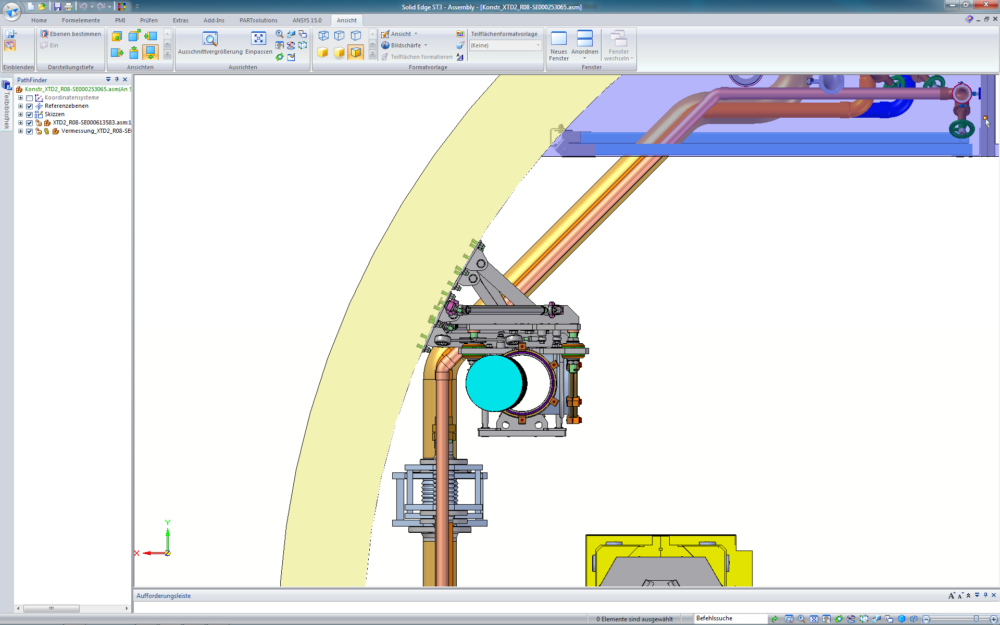 Solid Edge ST3 - Assembly - [Konstr_XTD2_R08-SE000253065.asm]
Home Formelemente PMI Prüfen Extras Add-Ins PARTsolutions ANSYS 15.0 Ansicht
Ebenen bestimmen
Ein
Ausschnittvergrößerung Einpassen
Ansicht
Bildschärfe
Teilflächen formatieren
Teilflächenformatvorlage
(Keine)
Neues Fenster
Anordnen
Fenster wechseln
Einblenden Darstellungstiefe Ansichten Ausrichten Formatvorlage Fenster
Teilbibliothek
PathFinder
Konstr_XTD2_R08-SE000253065.asm(An S
Koordinatensysteme
Referenzebenen
Skizzen
XTD2_R08-SE000613583.asm:1
Vermessung_XTD2_R08-SE
Y
X
Z
Aufforderungsleiste
0 Elemente sind ausgewählt Befehlssuche